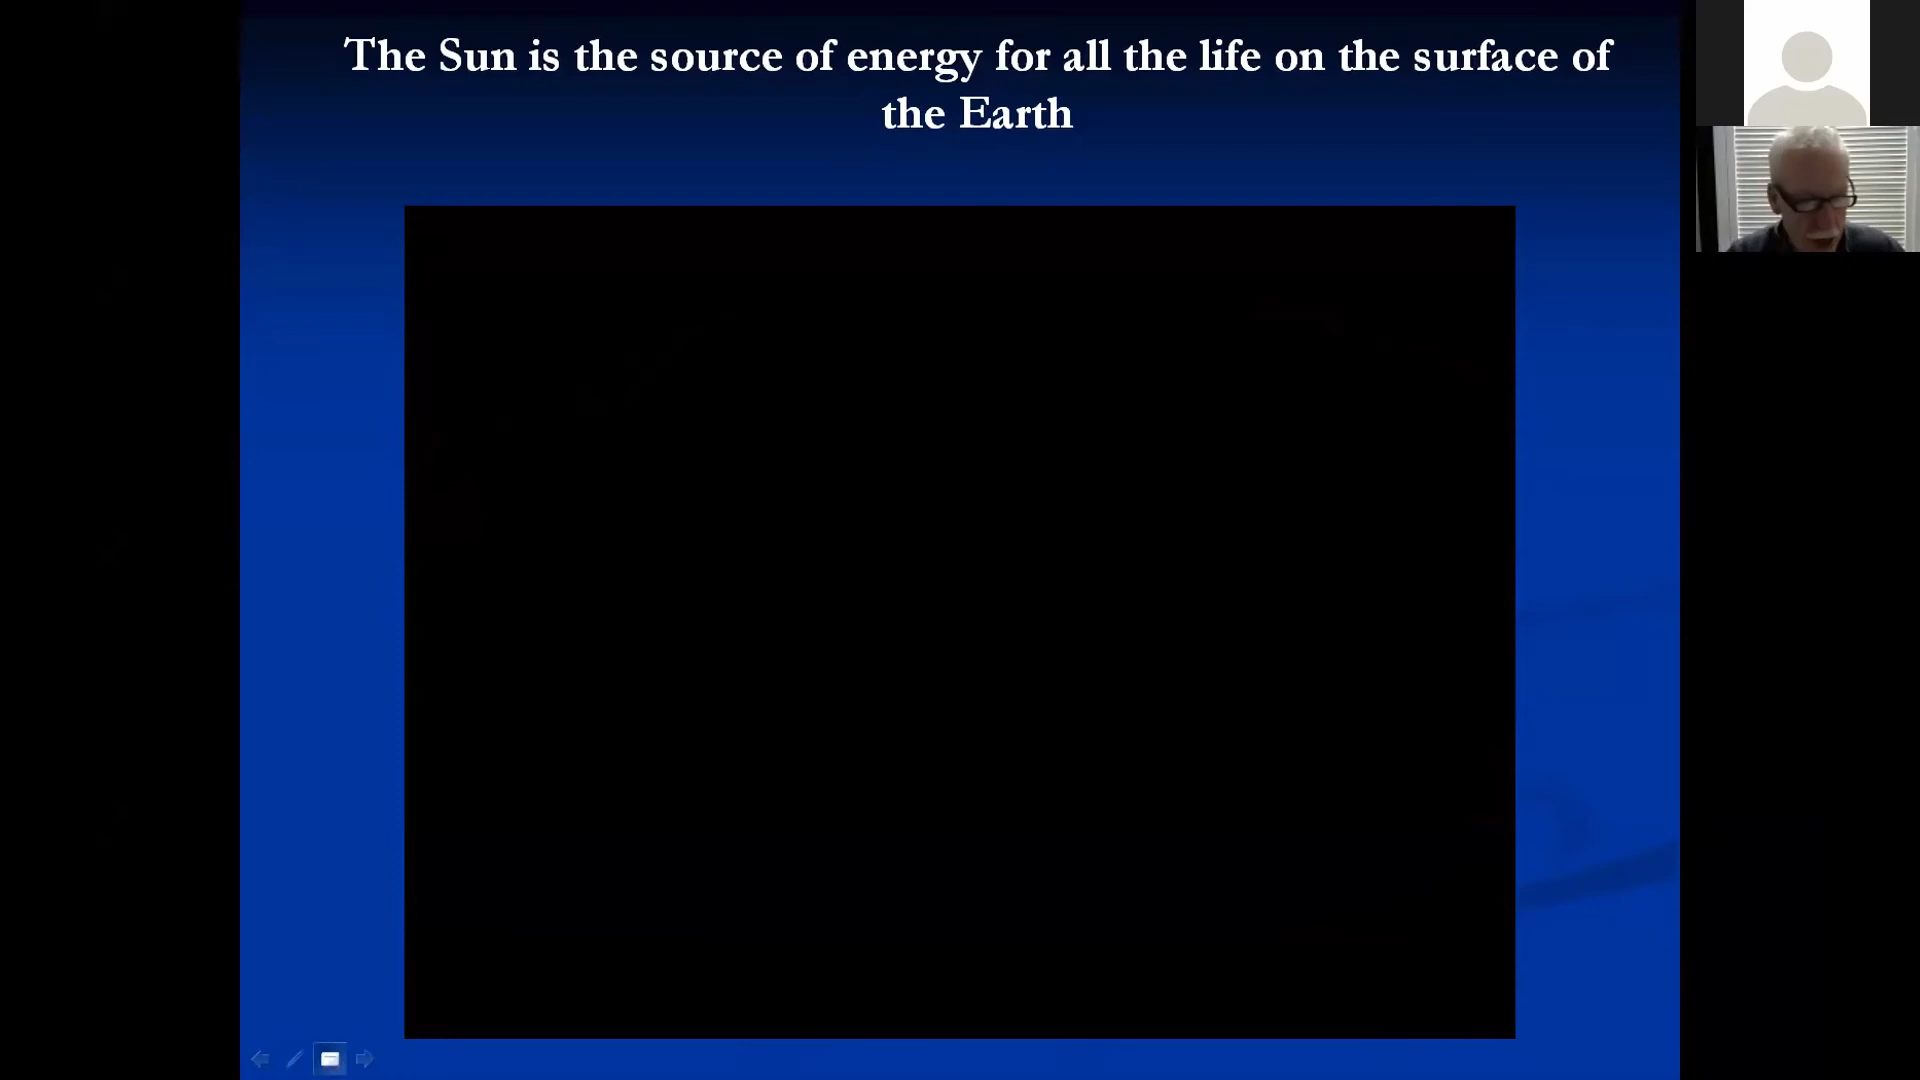 The Sun is the source of energy for all the life on the surface of
the Earth